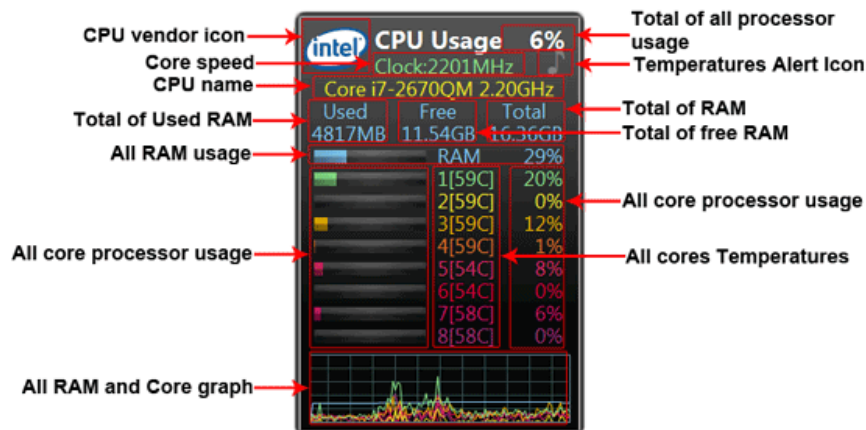 CPU vendor icon
Core speed
CPU name
Total of Used RAM
All RAM usage
All core processor usage
All RAM and Core graph
intel
CPU Usage 6%
Clock:2201MHz
Core i7-2670QM 2.20GHz
Used Free Total
4817MB 11.54GB 16.36GB
RAM 29%
1[59C] 20%
2[59C] 0%
3[59C] 12%
4[59C] 1%
5[54C] 8%
6[54C] 0%
7[58C] 6%
8[58C] 0%
Total of all processor
usage
Temperatures Alert Icon
Total of RAM
Total of free RAM
All core processor usage
All cores Temperatures